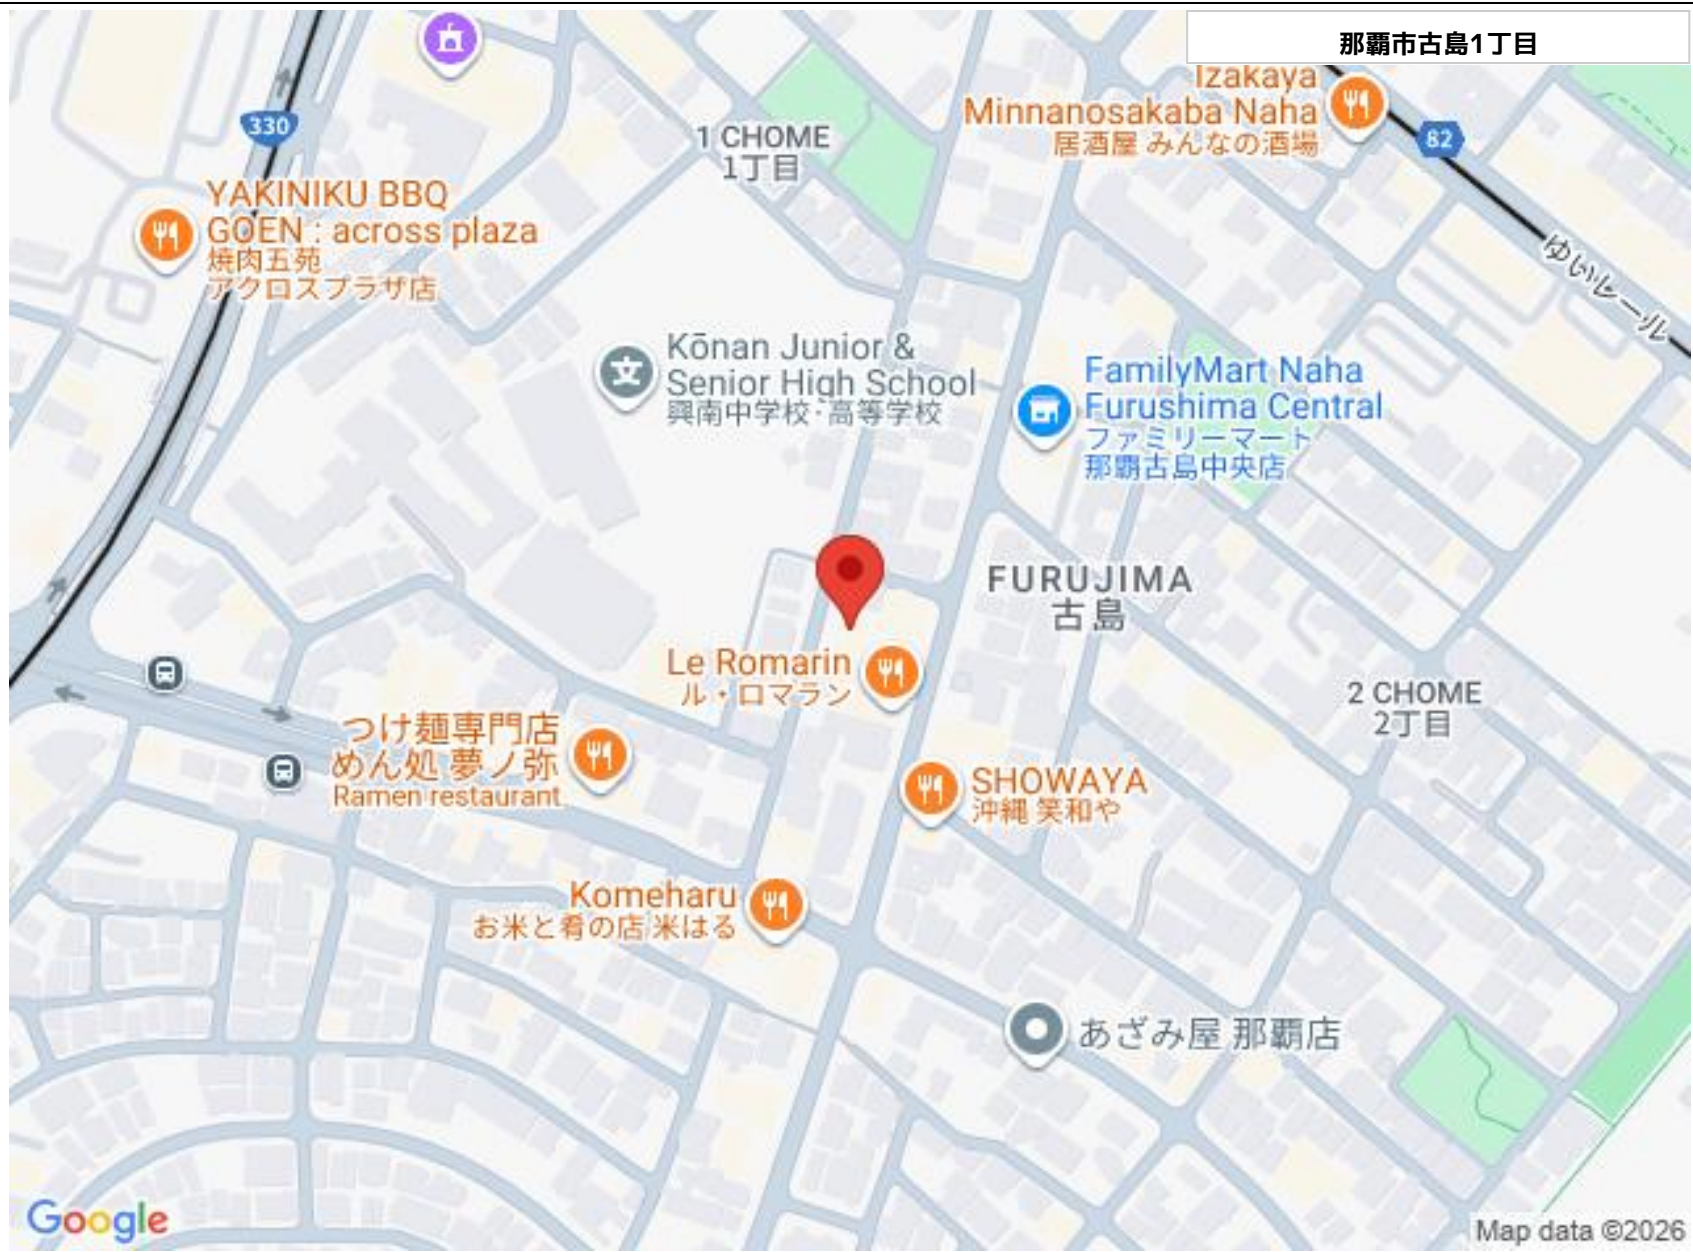 那覇市古島1丁目
Izakaya
Minnanosakaba Naha
居酒屋 みんなの酒場
82
330
1 CHOME
1丁目
YAKINIKU BBQ
GOEN : across plaza
焼肉五苑
アクロスプラザ店
ゆいレール
Kōnan Junior &
Senior High School
興南中学校・高等学校
文
FamilyMart Naha
Furushima Central
ファミリーマート
那覇古島中央店
FURUJIMA
古島
Le Romarin
ル・ロマラン
2 CHOME
2丁目
つけ麺専門店
めん処 夢ノ弥
Ramen restaurant
SHOWAYA
沖縄 笑和や
Komeharu
お米と肴の店 米はる
あざみ屋 那覇店
Google
Map data ©2026